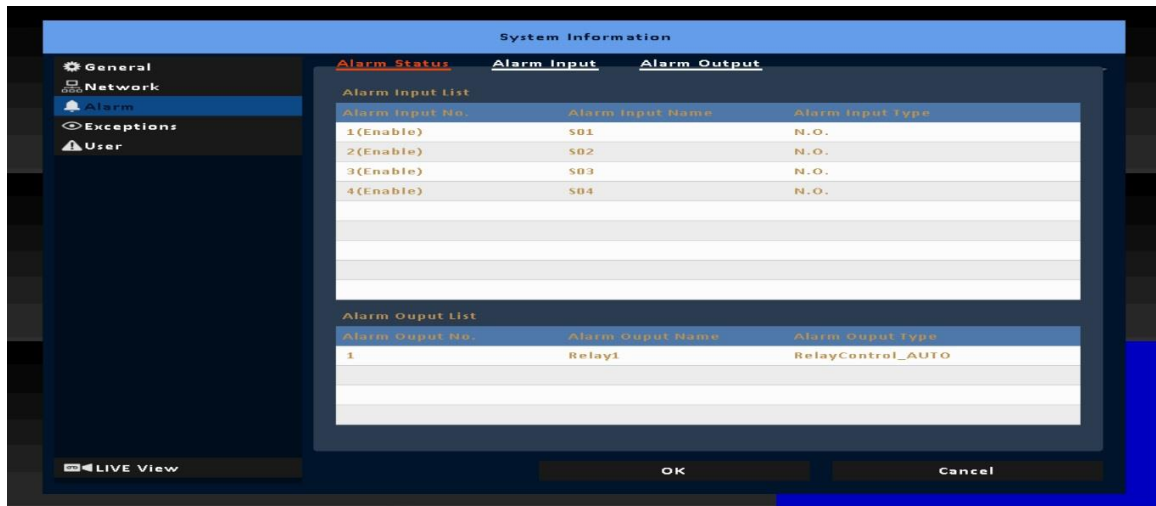 System Information
General
Network
Alarm
Exceptions
User
LIVE View
Alarm Status Alarm Input Alarm Output
Alarm Input List
Alarm Input No. Alarm Input Name Alarm Input Type
1(Enable) S01 N.O.
2(Enable) S02 N.O.
3(Enable) S03 N.O.
4(Enable) S04 N.O.
Alarm Ouput List
Alarm Ouput No. Alarm Ouput Name Alarm Ouput Type
1 Relay1 RelayControl_AUTO
OK Cancel